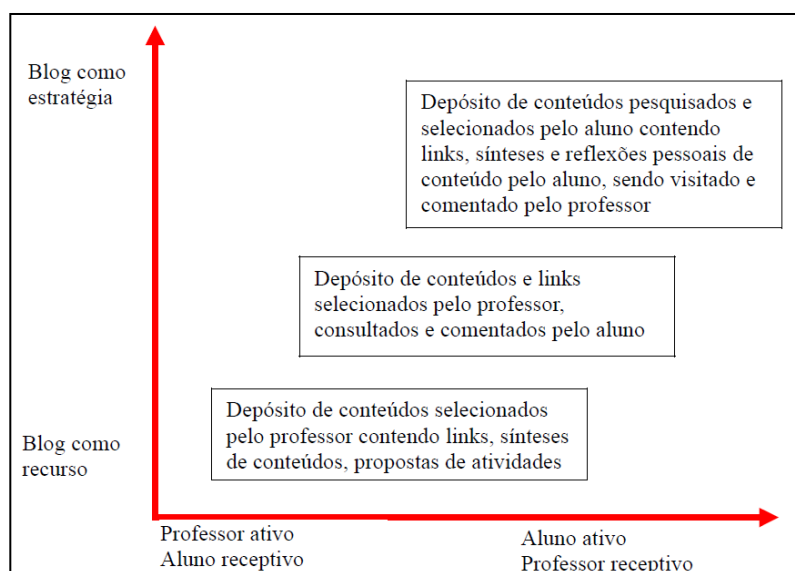 Blog como
estratégia
Depósito de conteúdos pesquisados e
selecionados pelo aluno contendo
links, sínteses e reflexões pessoais de
conteúdo pelo aluno, sendo visitado e
comentado pelo professor
Depósito de conteúdos e links
selecionados pelo professor,
consultados e comentados pelo aluno
Depósito de conteúdos selecionados
pelo professor contendo links, sínteses
de conteúdos, propostas de atividades
Blog como
recurso
Professor ativo
Aluno receptivo
Aluno ativo
Professor receptivo